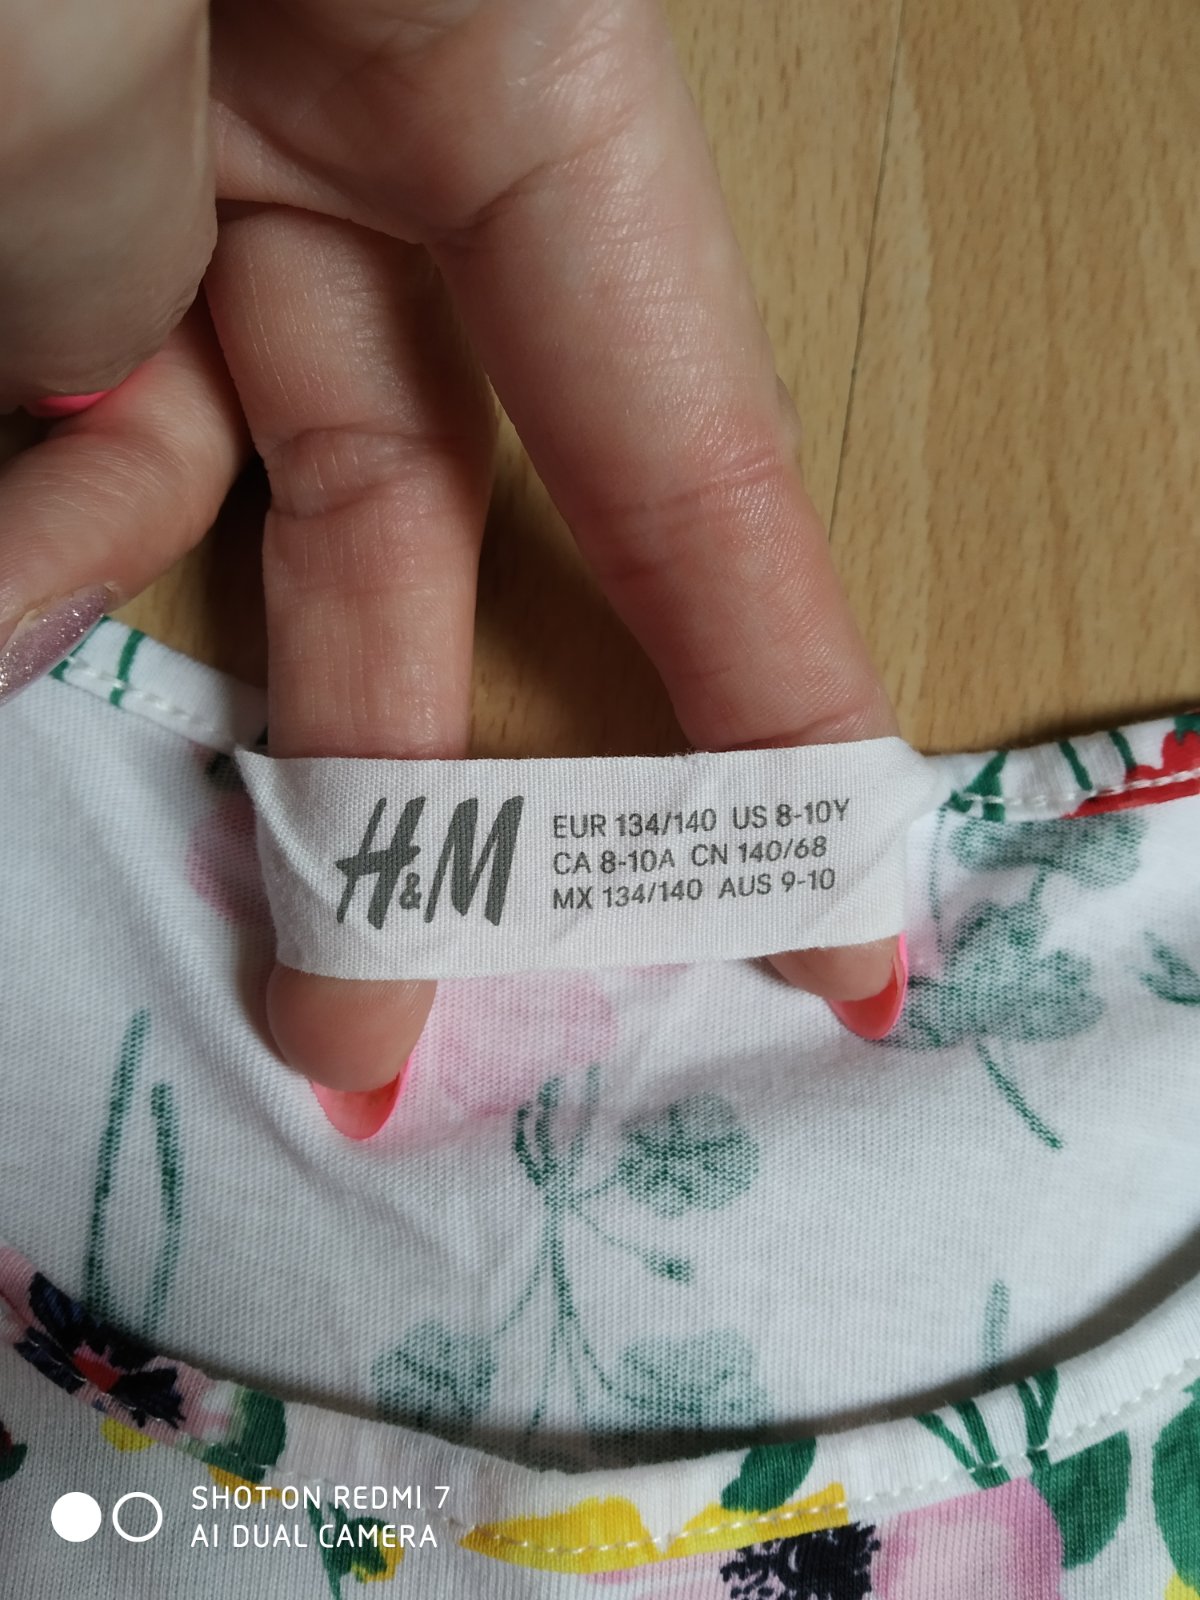 H&M
EUR 134/140 US 8-10Y
CA 8-10A CN 140/68
MX 134/140 AUS 9-10
SHOT ON REDMI 7
AI DUAL CAMERA